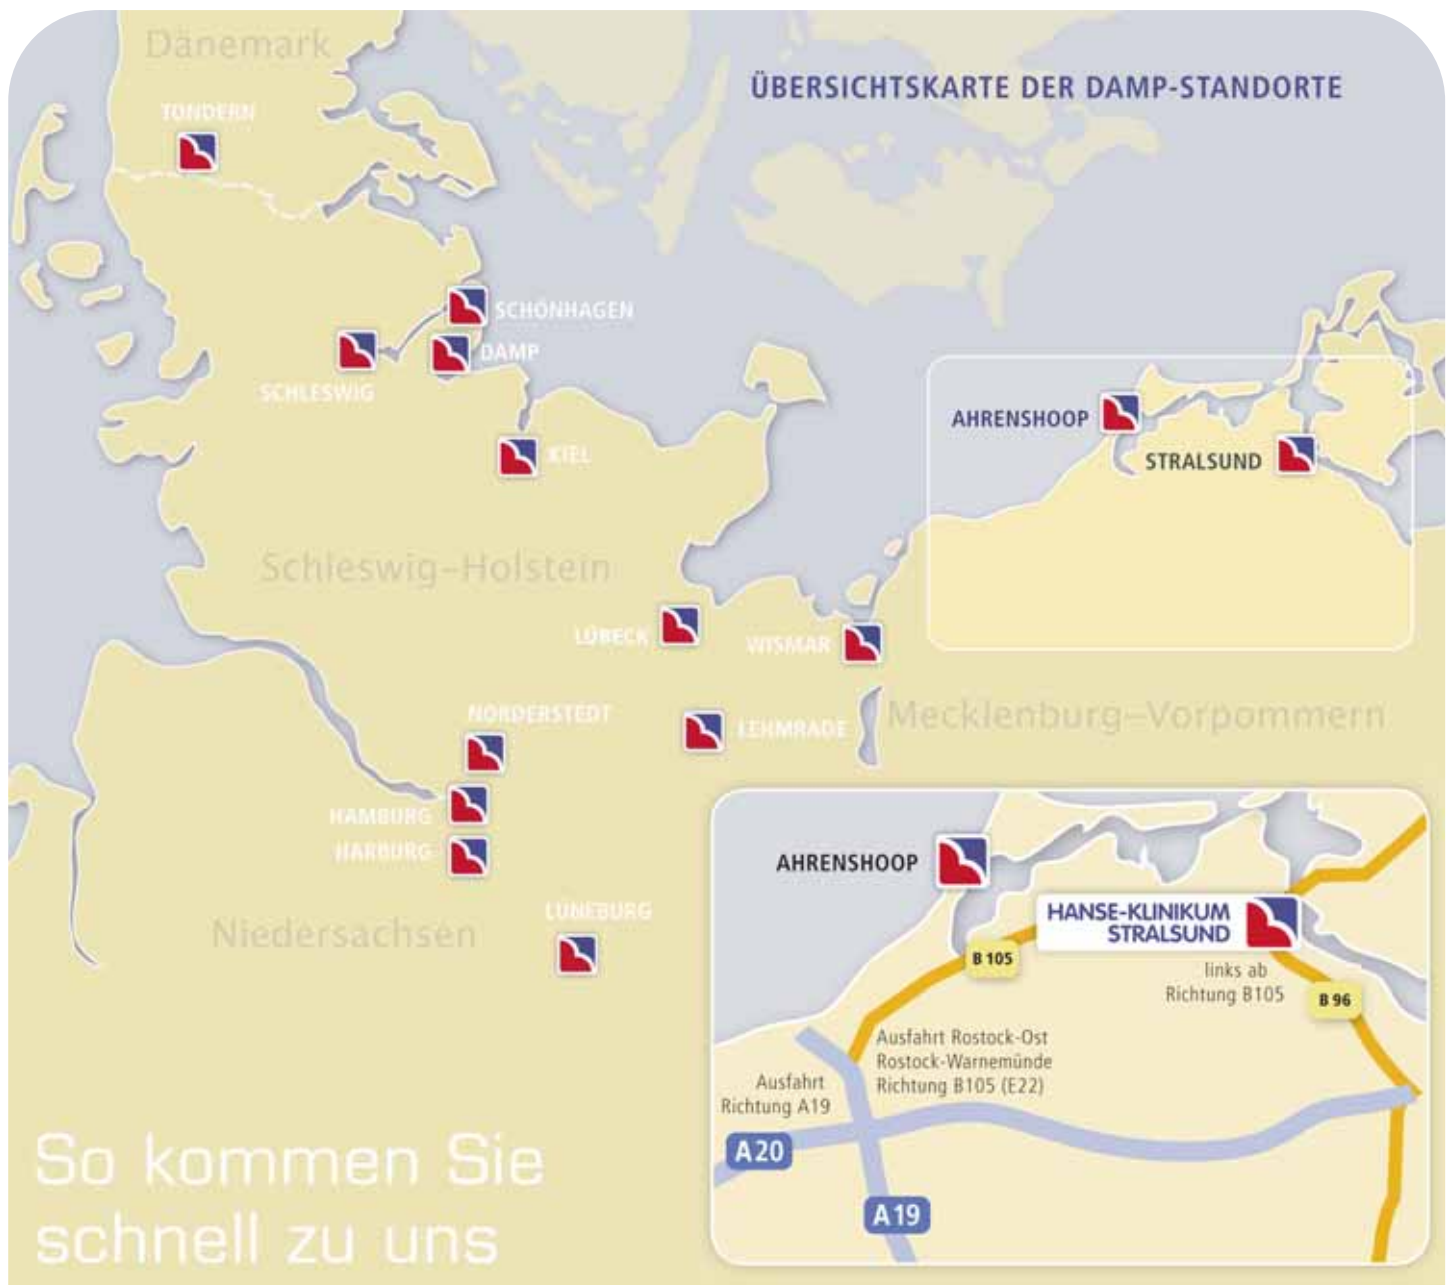 Dänemark
ÜBERSICHTSKARTE DER DAMP-STANDORTE
TONDERN
SCHÖNHAGEN
DAMP
SCHLESWIG
AHRENSHOOP
STRALSUND
KIEL
Schleswig-Holstein
LÜBECK
WISMAR
NORDERSTEDT
LEHMRADE
Mecklenburg-Vorpommern
HAMBURG
HARBURG
LÜNEBURG
Niedersachsen
AHRENSHOOP
HANSE-KLINIKUM
STRALSUND
B 105
links ab
Richtung B105
B 96
Ausfahrt Rostock-Ost
Rostock-Warnemünde
Richtung B105 (E22)
Ausfahrt
Richtung A19
A20
A19
So kommen Sie
schnell zu uns